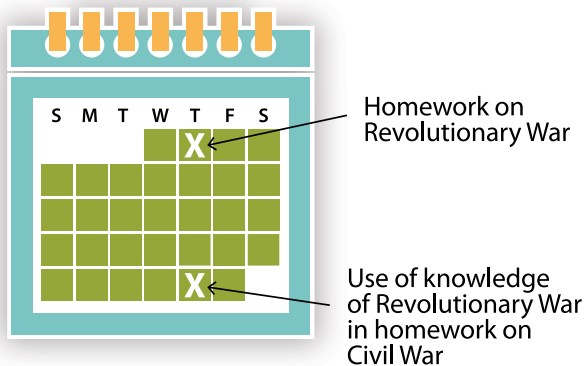 S M T W T F S
X
Homework on
Revolutionary War
X
Use of knowledge
of Revolutionary War
in homework on
Civil War